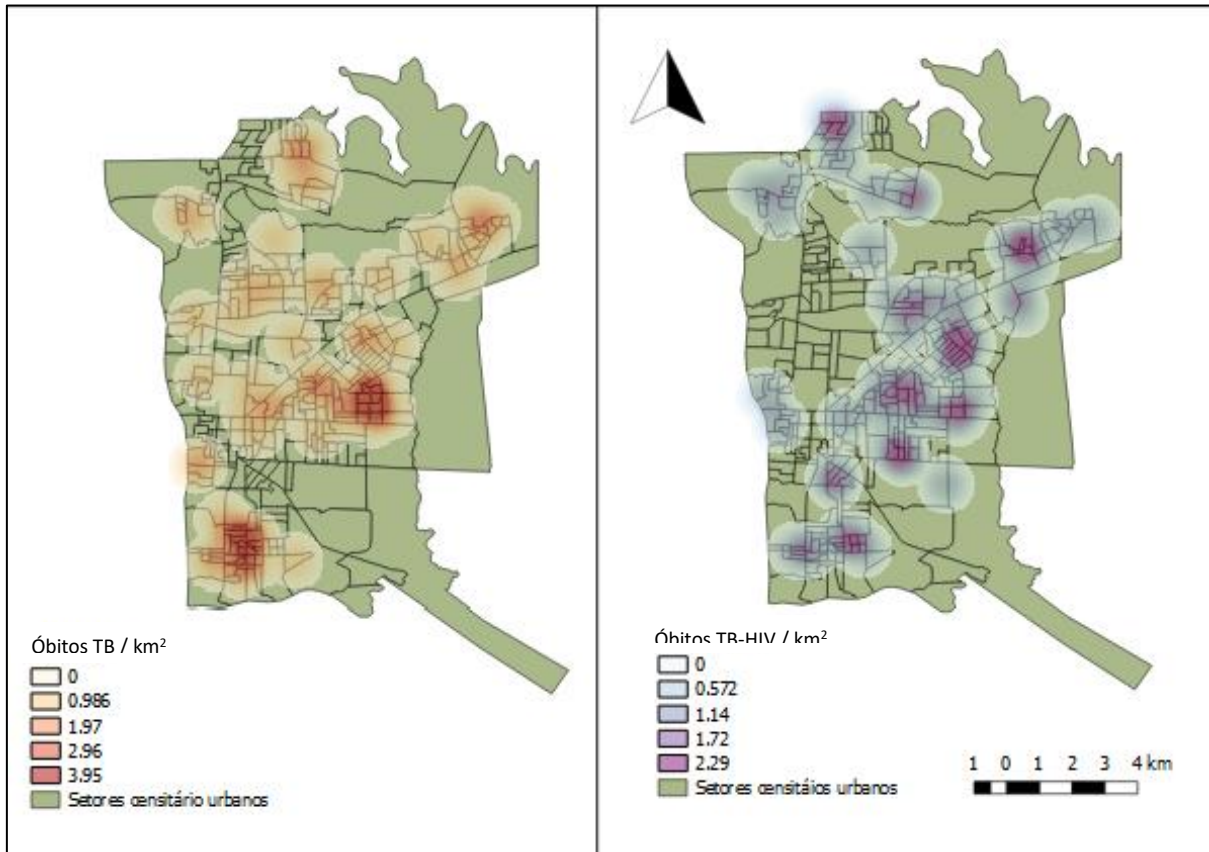 Óbitos TB / km²
0
0.986
1.97
2.96
3.95
Setores censitário urbanos
Óbitos TB-HIV / km²
0
0.572
1.14
1.72
2.29
Setores censitáios urbanos
1 0 1 2 3 4 km